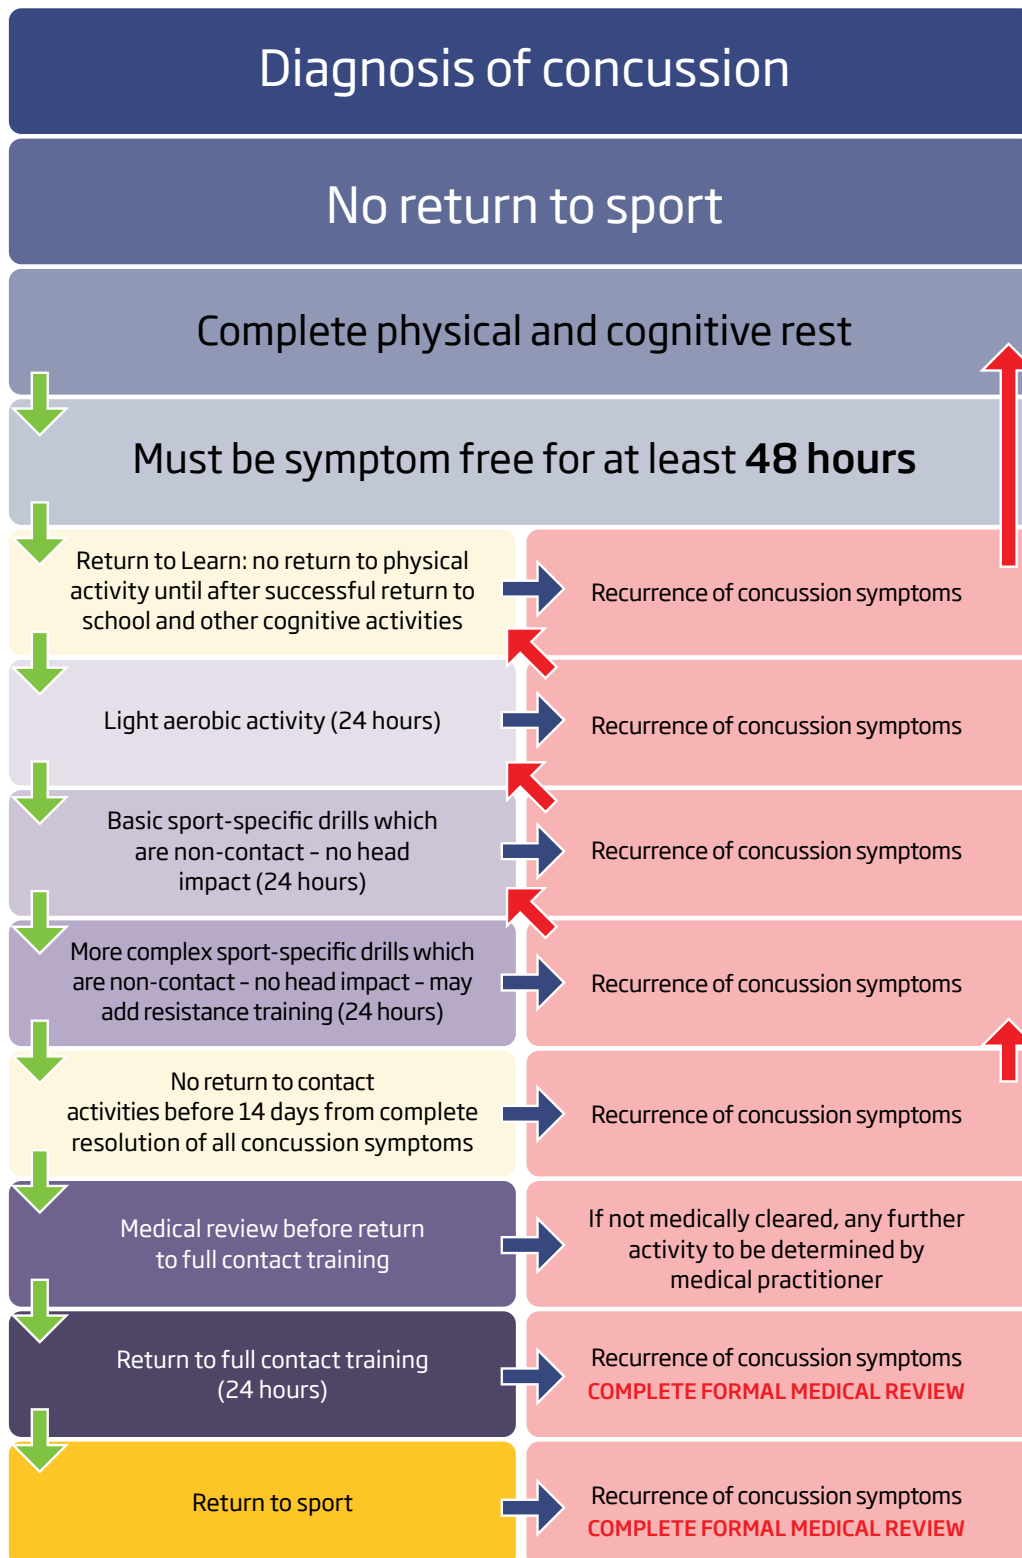 Diagnosis of concussion
No return to sport
Complete physical and cognitive rest
Must be symptom free for at least 48 hours
Return to Learn: no return to physical
activity until after successful return to
school and other cognitive activities
Recurrence of concussion symptoms
Light aerobic activity (24 hours)
Recurrence of concussion symptoms
Basic sport-specific drills which
are non-contact – no head
impact (24 hours)
Recurrence of concussion symptoms
More complex sport-specific drills which
are non-contact – no head impact – may
add resistance training (24 hours)
Recurrence of concussion symptoms
No return to contact
activities before 14 days from complete
resolution of all concussion symptoms
Recurrence of concussion symptoms
Medical review before return
to full contact training
If not medically cleared, any further
activity to be determined by
medical practitioner
Return to full contact training
(24 hours)
Recurrence of concussion symptoms
COMPLETE FORMAL MEDICAL REVIEW
Return to sport
Recurrence of concussion symptoms
COMPLETE FORMAL MEDICAL REVIEW